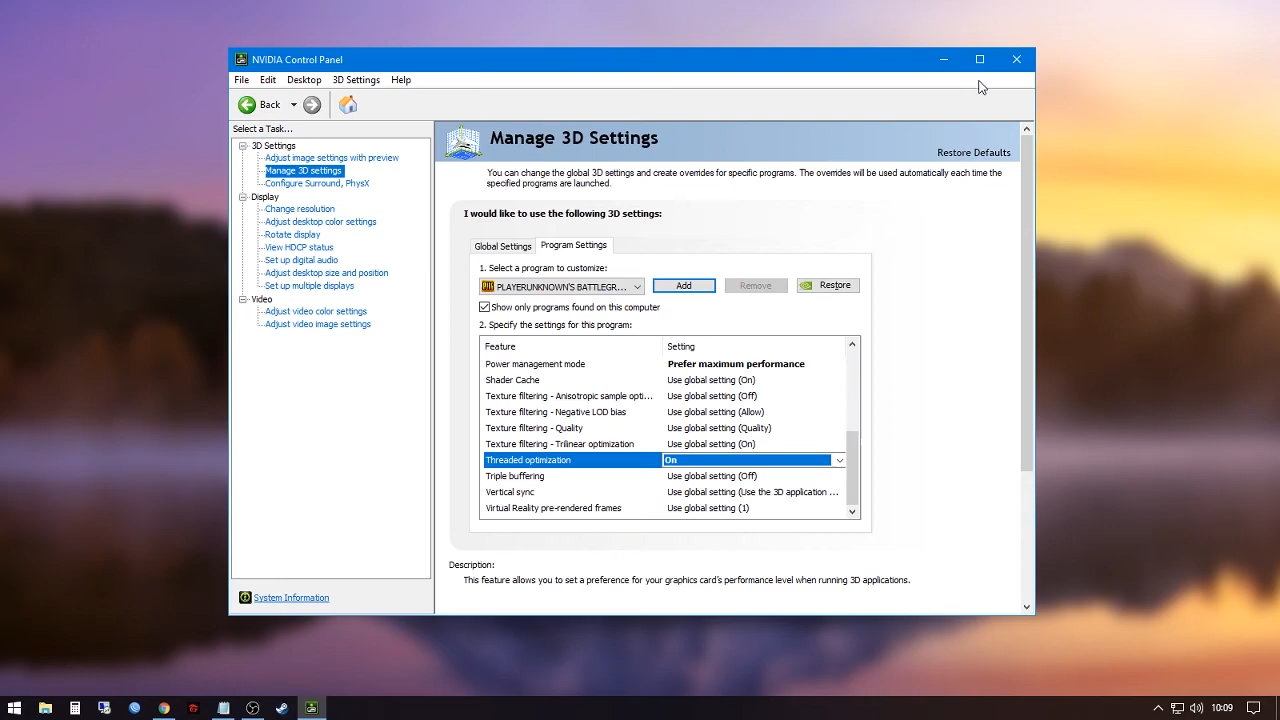 NVIDIA Control Panel
File Edit Desktop 3D Settings Help
Back
Select a Task...
3D Settings
Adjust image settings with preview
Manage 3D settings
Configure Surround, PhysX
Display
Change resolution
Adjust desktop color settings
Rotate display
View HDCP status
Set up digital audio
Adjust desktop size and position
Set up multiple displays
Video
Adjust video color settings
Adjust video image settings
System Information
Manage 3D Settings
Restore Defaults
You can change the global 3D settings and create overrides for specific programs. The overrides will be used automatically each time the
specified programs are launched.
I would like to use the following 3D settings:
Global Settings Program Settings
1. Select a program to customize:
PLAYERUNKNOWN'S BATTLEGR... Add Remove Restore
Show only programs found on this computer
2. Specify the settings for this program:
Feature Setting
Power management mode Prefer maximum performance
Shader Cache Use global setting (On)
Texture filtering - Anisotropic sample opti... Use global setting (Off)
Texture filtering - Negative LOD bias Use global setting (Allow)
Texture filtering - Quality Use global setting (Quality)
Texture filtering - Trilinear optimization Use global setting (On)
Threaded optimization On
Triple buffering Use global setting (Off)
Vertical sync Use global setting (Use the 3D application ...
Virtual Reality pre-rendered frames Use global setting (1)
Description:
This feature allows you to set a preference for your graphics card's performance level when running 3D applications.
10:09